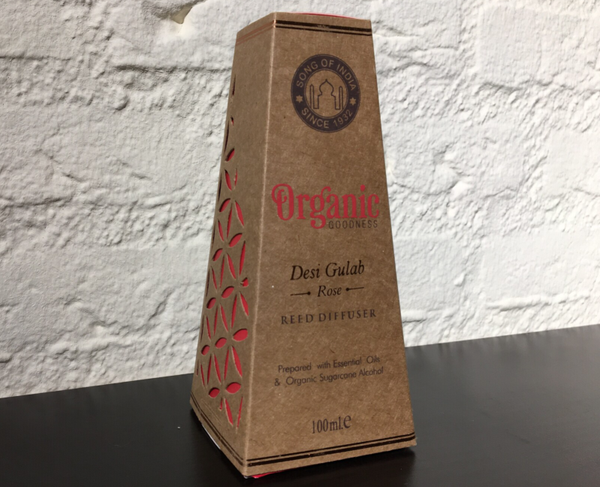 SONG OF INDIA
SINCE 1932
Organic
GOODNESS
Desi Gulab
Rose
REED DIFFUSER
Prepared with Essential Oils
& Organic Sugarcane Alcohol
100ml.℮